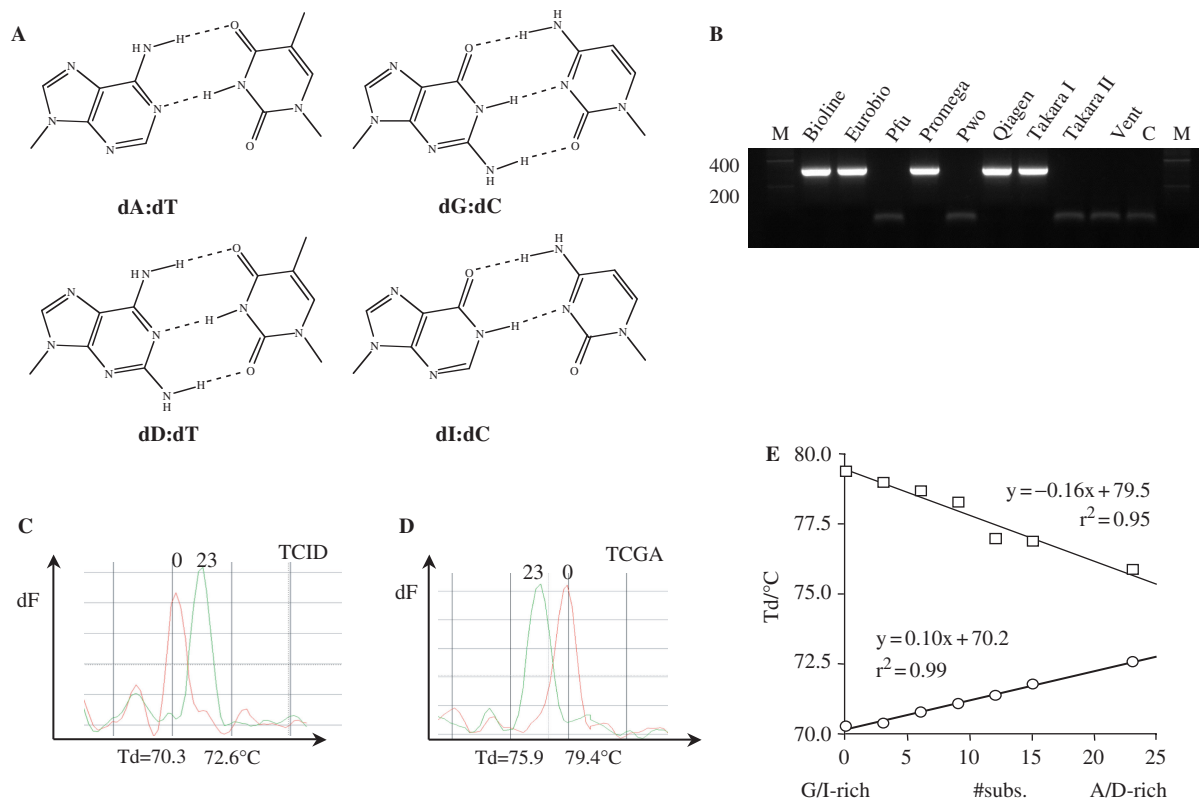 A
N
N
N
N
N
H
H
O
N
H
N
O
dA:dT
N
N
O
N
H
N
N
H
H
H
N
H
N
N
O
dG:dC
N
N
N
N
N
H
H
N
H
H
O
N
H
N
O
dD:dT
N
N
O
N
H
N
H
N
H
N
N
O
dI:dC
B
M Bioline Eurobio Pfu Promega Pwo Qiagen Takara I Takara II Vent C M
400
200
C
0 23
TCID
dF
Td=70.3 72.6°C
D
23 0
TCGA
dF
Td=75.9 79.4°C
E
80.0
77.5
75.0
72.5
70.0
Td/°C
y = −0.16x + 79.5
r² = 0.95
y = 0.10x + 70.2
r² = 0.99
0 5 10 15 20 25
G/I-rich #subs. A/D-rich